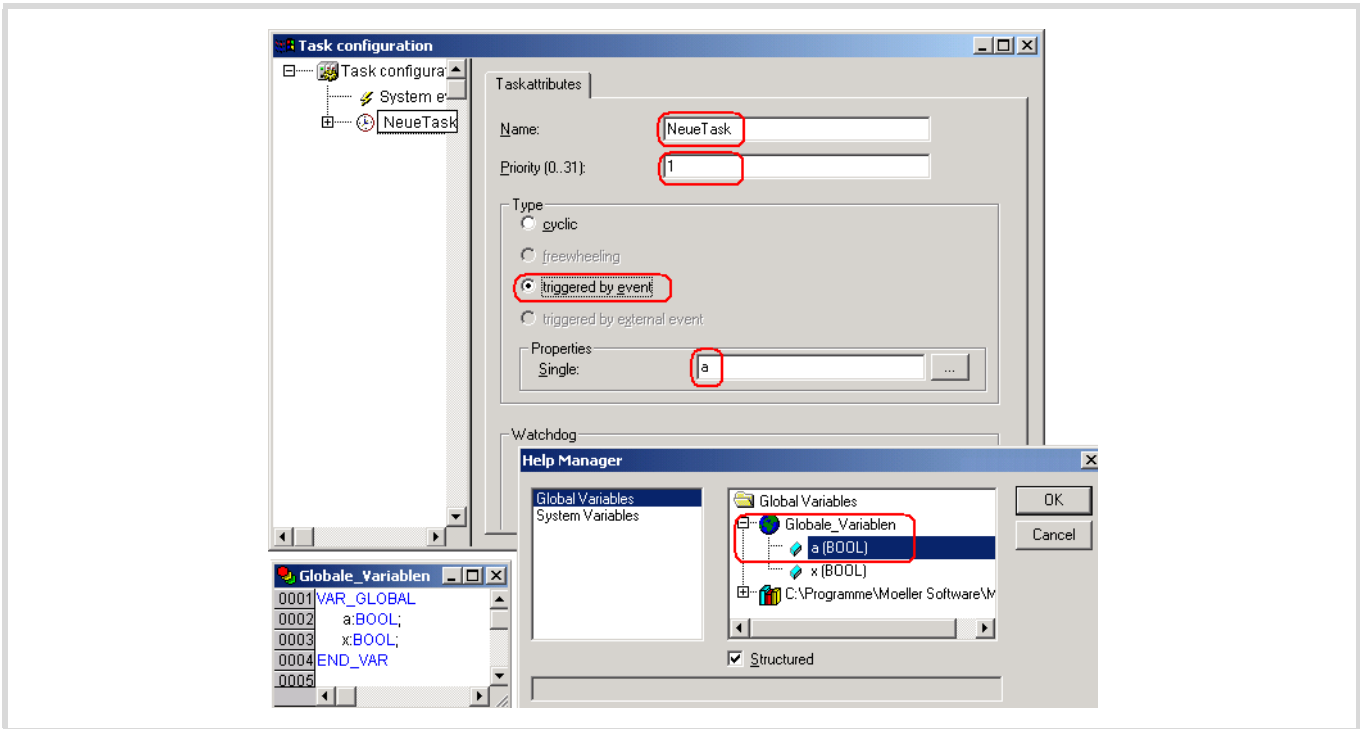 Task configuration
Task configura
System e
NeueTask
Taskattributes
Name:
NeueTask
Priority (0..31):
1
Type
cyclic
freewheeling
triggered by event
triggered by external event
Properties
Single:
a
...
Watchdog
Help Manager
Global Variables
System Variables
Global Variables
Globale_Variablen
a (BOOL)
x (BOOL)
C:\Programme\Moeller Software\M
OK
Cancel
Structured
Globale_Variablen
0001 VAR_GLOBAL
0002 a:BOOL;
0003 x:BOOL;
0004 END_VAR
0005